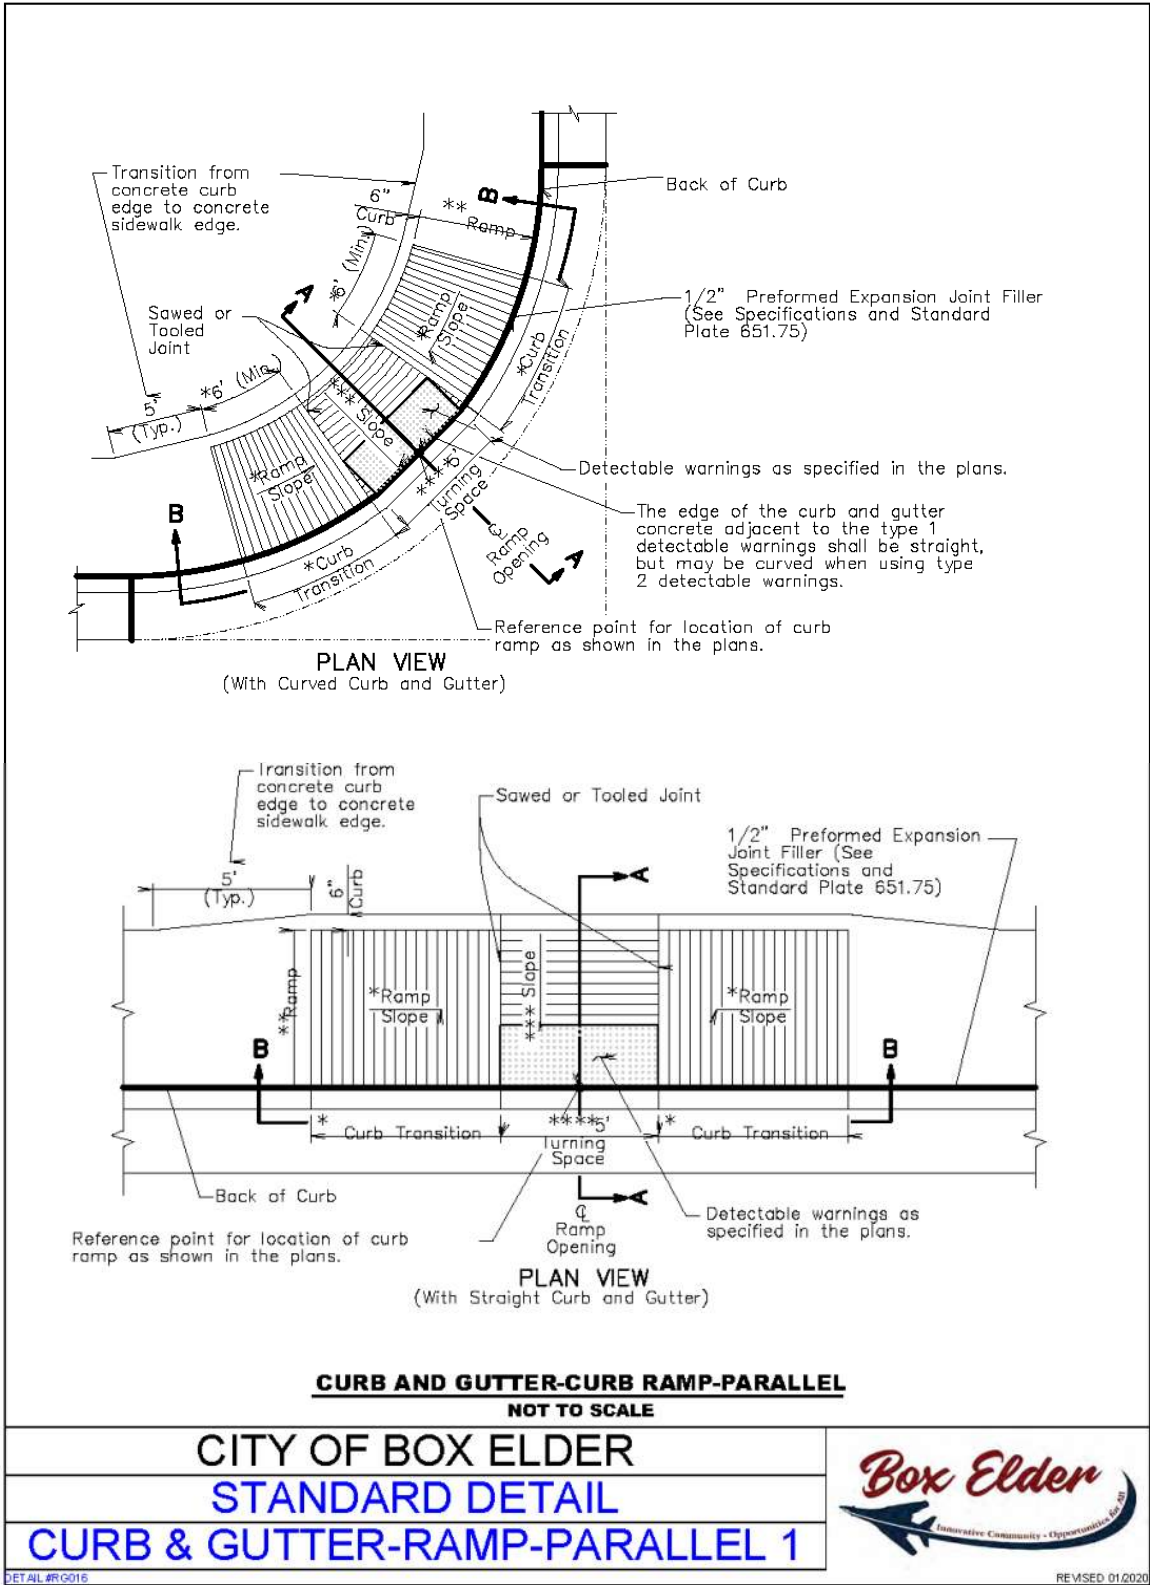 Transition from
concrete curb
edge to concrete
sidewalk edge.
6"
Curb
**
Ramp
B
Back of Curb
*6' (Min.)
A
*Ramp
Slope
1/2" Preformed Expansion Joint Filler
(See Specifications and Standard
Plate 651.75)
Sawed or
Tooled
Joint
*Curb
Transition
*6' (Min.)
5'
(Typ.)
*** Slope
*Ramp
Slope
Detectable warnings as specified in the plans.
****5'
Turning
Space
B
The edge of the curb and gutter
concrete adjacent to the type 1
detectable warnings shall be straight,
but may be curved when using type
2 detectable warnings.
℄
Ramp
Opening
A
*Curb
Transition
Reference point for location of curb
ramp as shown in the plans.
PLAN VIEW
(With Curved Curb and Gutter)
Transition from
concrete curb
edge to concrete
sidewalk edge.
Sawed or Tooled Joint
1/2" Preformed Expansion
Joint Filler (See
Specifications and
Standard Plate 651.75)
5'
(Typ.)
6"
Curb
A
**Ramp
*Ramp
Slope
*** Slope
*Ramp
Slope
B
B
*
Curb Transition
****5'
Turning
Space
*
Curb Transition
Back of Curb
A
℄
Ramp
Opening
Detectable warnings as
specified in the plans.
Reference point for location of curb
ramp as shown in the plans.
PLAN VIEW
(With Straight Curb and Gutter)
CURB AND GUTTER-CURB RAMP-PARALLEL
NOT TO SCALE
CITY OF BOX ELDER
STANDARD DETAIL
CURB & GUTTER-RAMP-PARALLEL 1
Box Elder
Innovative Community - Opportunities for All
DETAIL #RG016
REVISED 01/2020